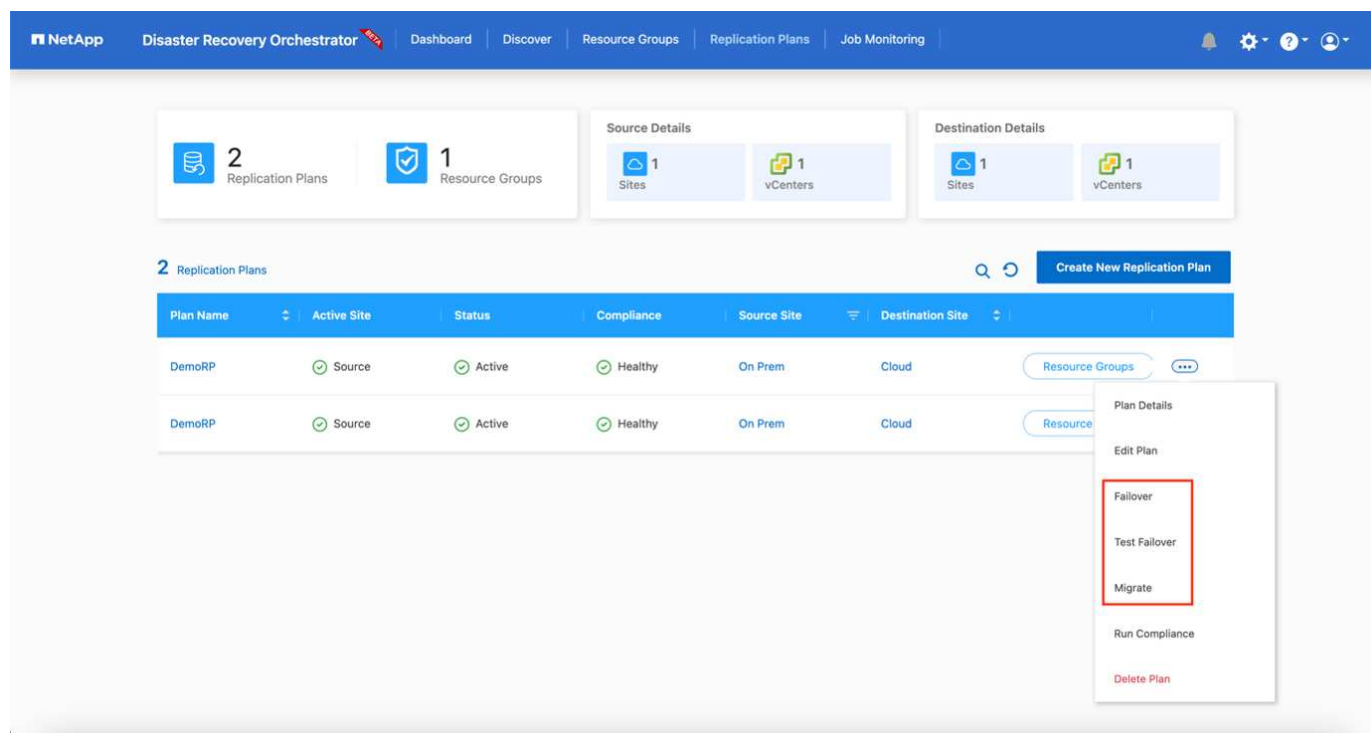 NetApp Disaster Recovery Orchestrator BETA Dashboard Discover Resource Groups Replication Plans Job Monitoring
2 Replication Plans
1 Resource Groups
Source Details
1 Sites
1 vCenters
Destination Details
1 Sites
1 vCenters
2 Replication Plans
Create New Replication Plan
Plan Name Active Site Status Compliance Source Site Destination Site
DemoRP Source Active Healthy On Prem Cloud Resource Groups
DemoRP Source Active Healthy On Prem Cloud Resource
Plan Details
Edit Plan
Failover
Test Failover
Migrate
Run Compliance
Delete Plan